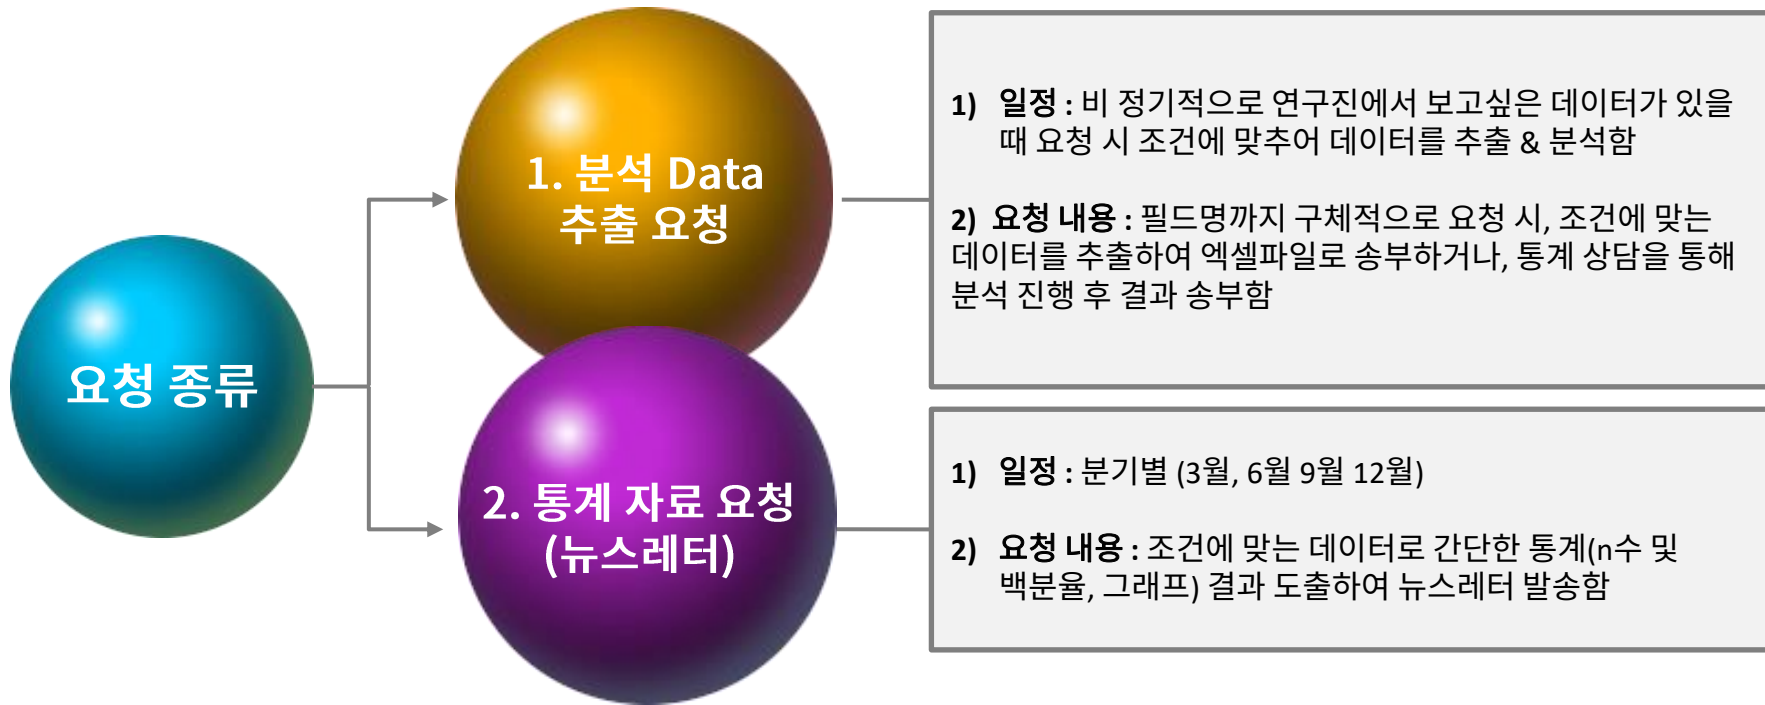 요청 종류
1. 분석 Data
추출 요청
1) 일정 : 비 정기적으로 연구진에서 보고싶은 데이터가 있을
때 요청 시 조건에 맞추어 데이터를 추출 & 분석함
2) 요청 내용 : 필드명까지 구체적으로 요청 시, 조건에 맞는
데이터를 추출하여 엑셀파일로 송부하거나, 통계 상담을 통해
분석 진행 후 결과 송부함
2. 통계 자료 요청
(뉴스레터)
1) 일정 : 분기별 (3월, 6월 9월 12월)
2) 요청 내용 : 조건에 맞는 데이터로 간단한 통계(n수 및
백분율, 그래프) 결과 도출하여 뉴스레터 발송함